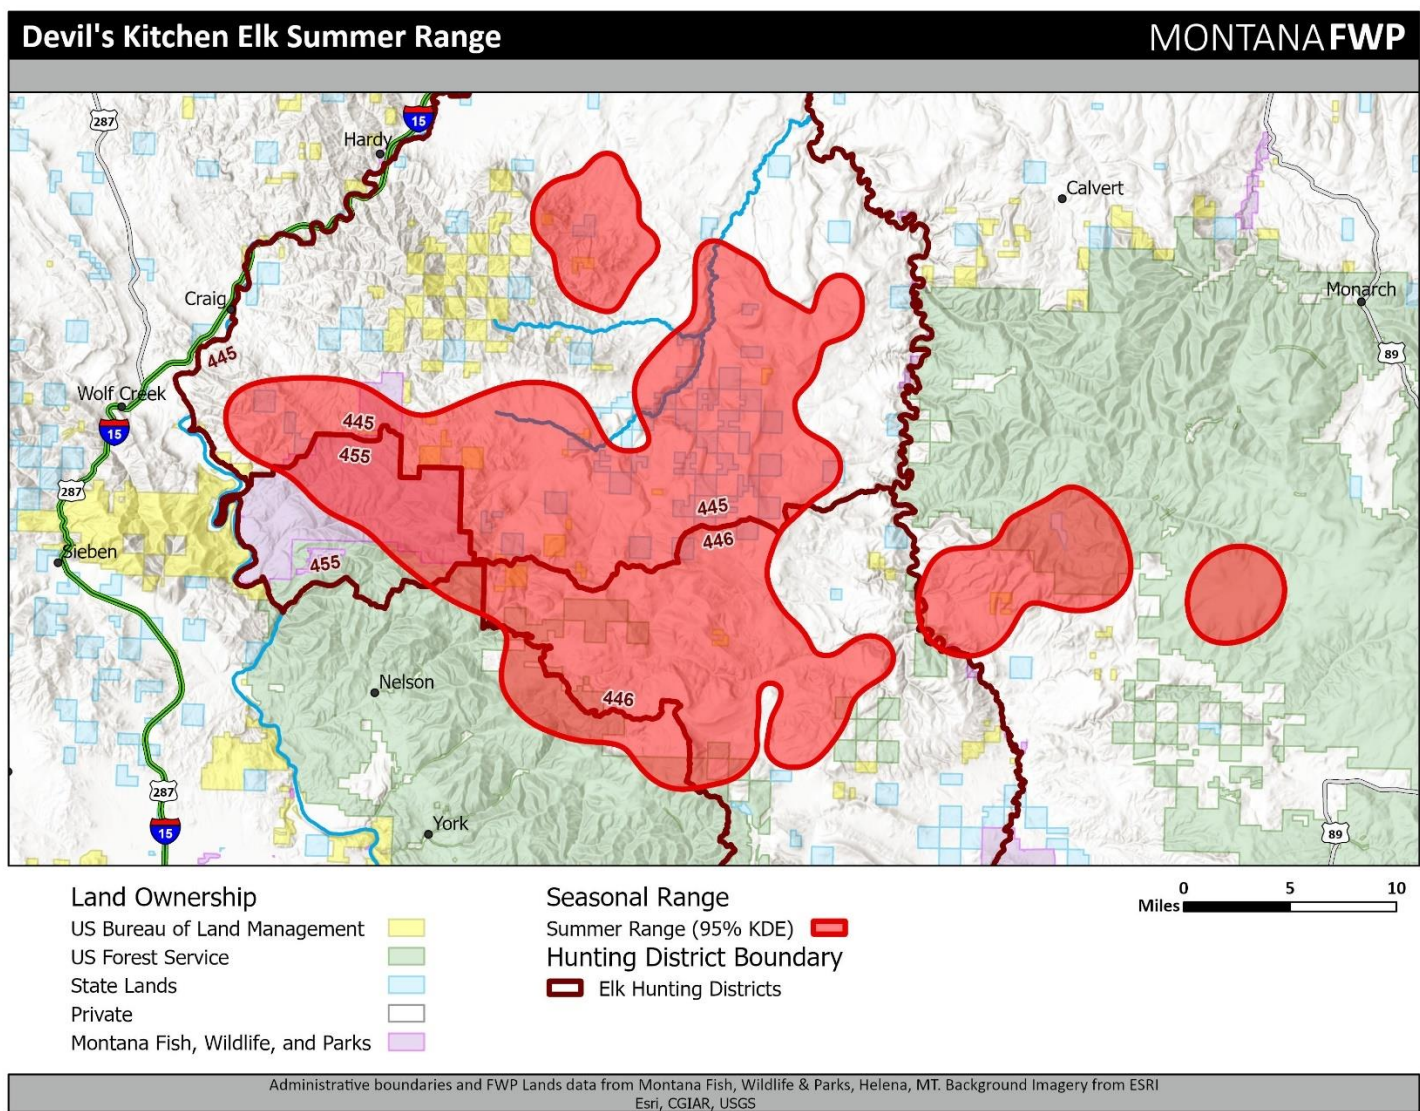 Devil's Kitchen Elk Summer Range
MONTANA FWP
287
15
Hardy
Calvert
Craig
Monarch
445
89
Wolf Creek
445
15
455
287
445
446
Sieben
455
Nelson
446
287
York
15
89
Land Ownership
US Bureau of Land Management
US Forest Service
State Lands
Private
Montana Fish, Wildlife, and Parks
Seasonal Range
Summer Range (95% KDE)
Hunting District Boundary
Elk Hunting Districts
0 5 10
Miles
Administrative boundaries and FWP Lands data from Montana Fish, Wildlife & Parks, Helena, MT. Background Imagery from ESRI
Esri, CGIAR, USGS